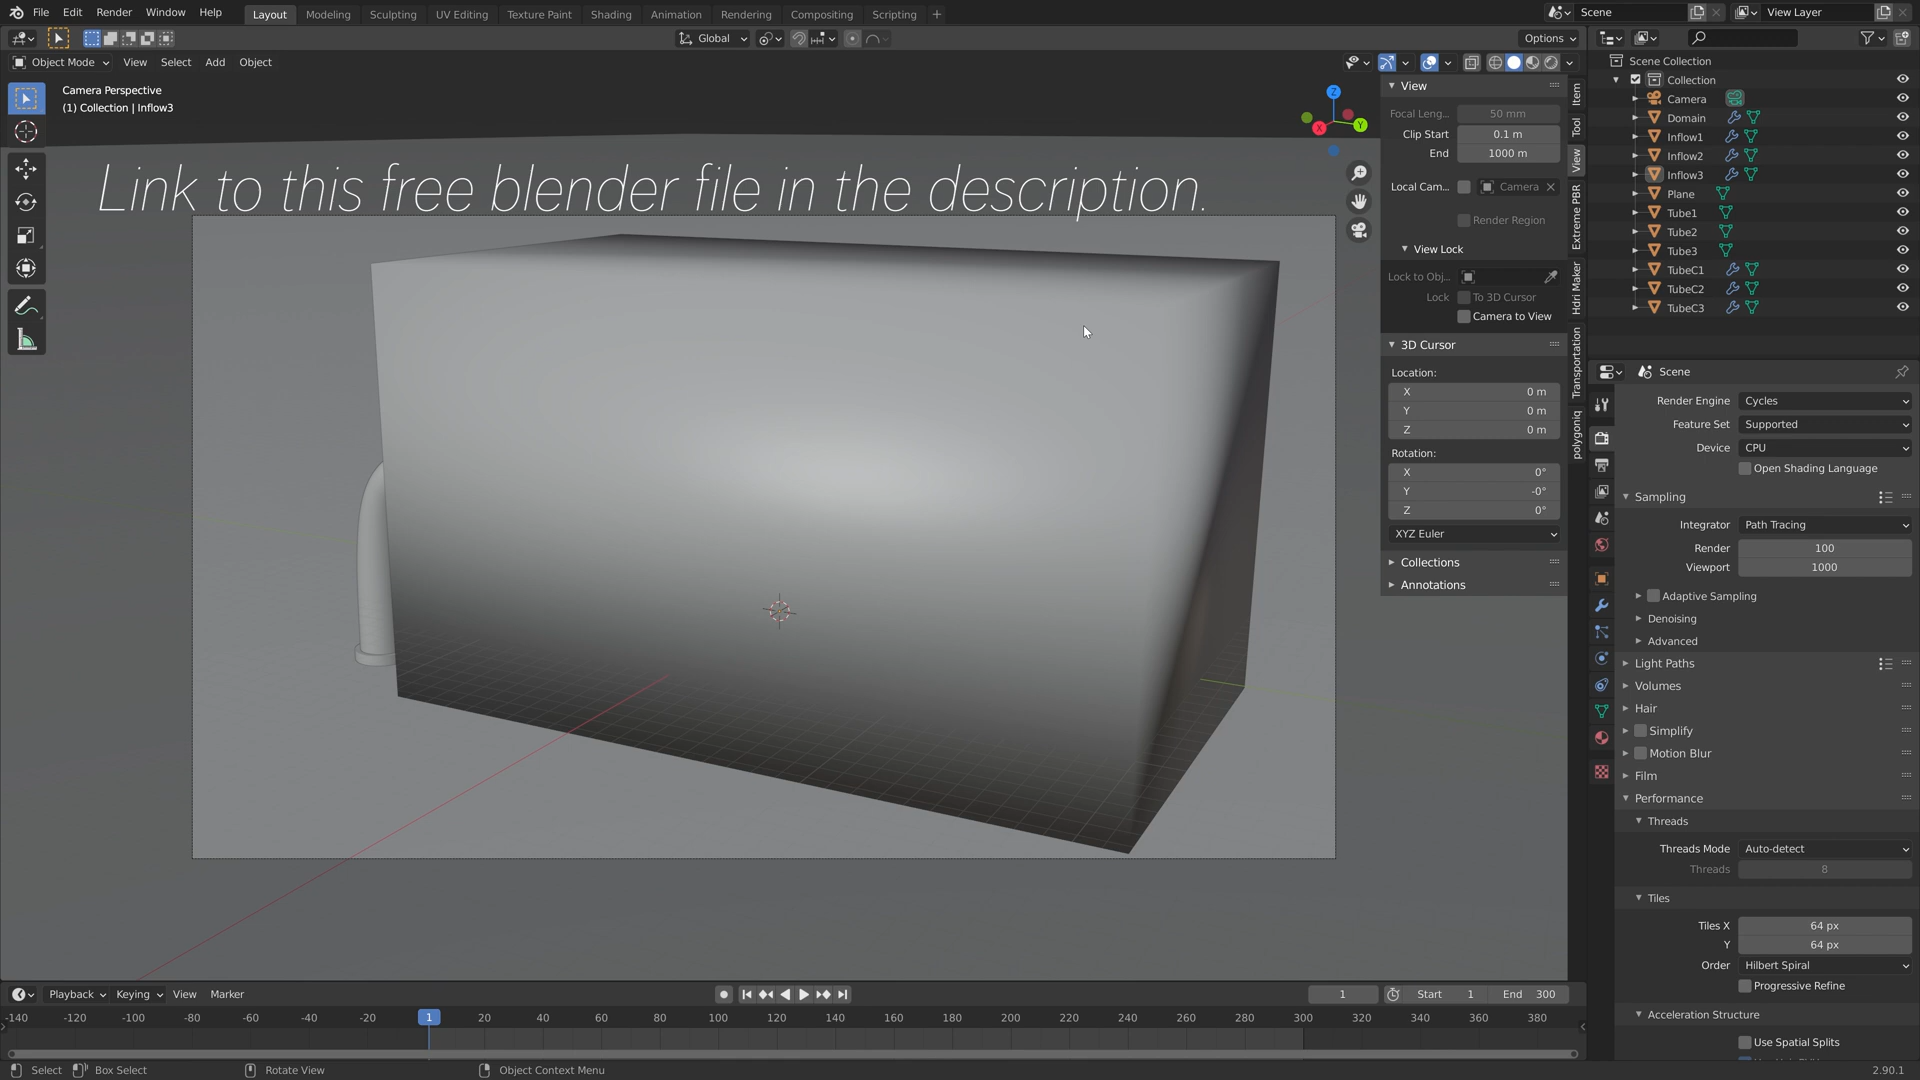 File Edit Render Window Help
Layout Modeling Sculpting UV Editing Texture Paint Shading Animation Rendering Compositing Scripting +
Scene View Layer
Global Options
Object Mode View Select Add Object
Camera Perspective
(1) Collection | Inflow3
Link to this free blender file in the description.
Z
X
Y
View
Focal Leng... 50 mm
Clip Start 0.1 m
End 1000 m
Local Cam... Camera
Render Region
View Lock
Lock to Obj...
Lock To 3D Cursor
Camera to View
3D Cursor
Location:
X 0 m
Y 0 m
Z 0 m
Rotation:
X 0°
Y -0°
Z 0°
XYZ Euler
Collections
Annotations
Item
Tool
View
Extreme PBR
Hdri Maker
Transportation
polygoniq
Scene Collection
Collection
Camera
Domain
Inflow1
Inflow2
Inflow3
Plane
Tube1
Tube2
Tube3
TubeC1
TubeC2
TubeC3
Scene
Render Engine Cycles
Feature Set Supported
Device CPU
Open Shading Language
Sampling
Integrator Path Tracing
Render 100
Viewport 1000
Adaptive Sampling
Denoising
Advanced
Light Paths
Volumes
Hair
Simplify
Motion Blur
Film
Performance
Threads
Threads Mode Auto-detect
Threads 8
Tiles
Tiles X 64 px
Y 64 px
Order Hilbert Spiral
Progressive Refine
Acceleration Structure
Use Spatial Splits
Playback Keying View Marker
1 Start 1 End 300
-140 -120 -100 -80 -60 -40 -20 1 20 40 60 80 100 120 140 160 180 200 220 240 260 280 300 320 340 360 380
Select Box Select Rotate View Object Context Menu 2.90.1